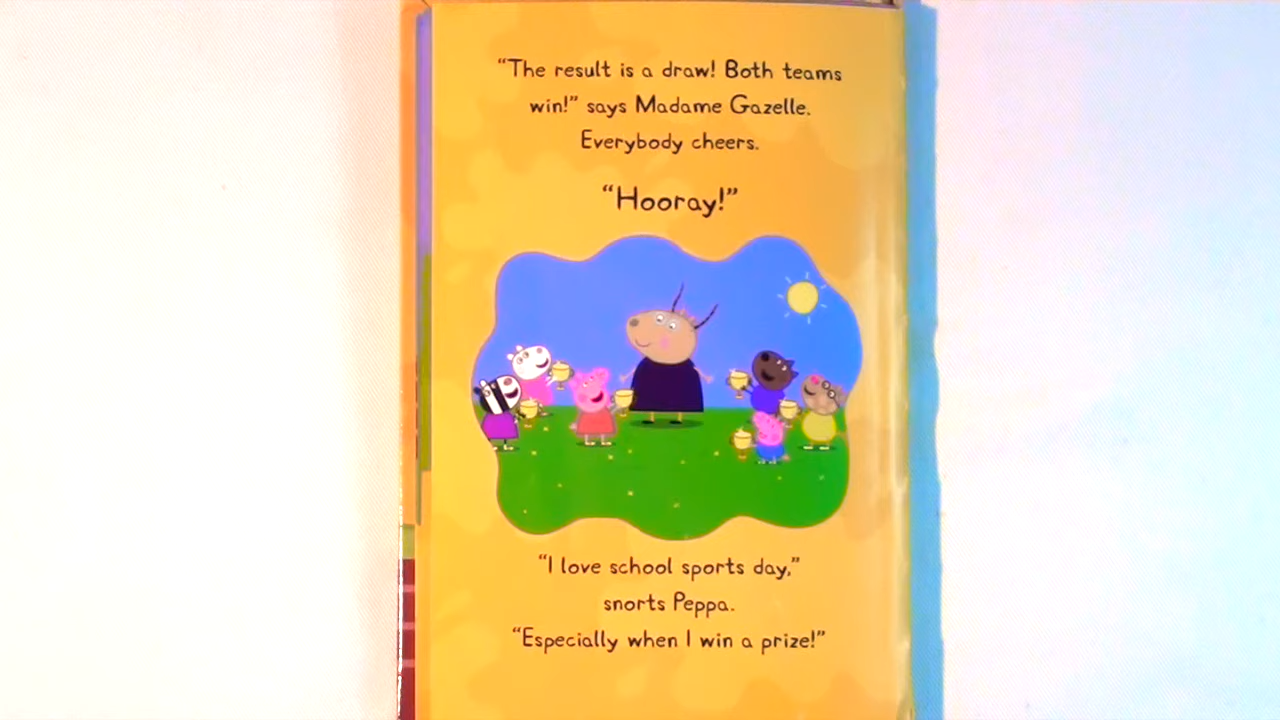 “The result is a draw! Both teams
win!” says Madame Gazelle.
Everybody cheers.
“Hooray!”
“I love school sports day,”
snorts Peppa.
“Especially when I win a prize!”